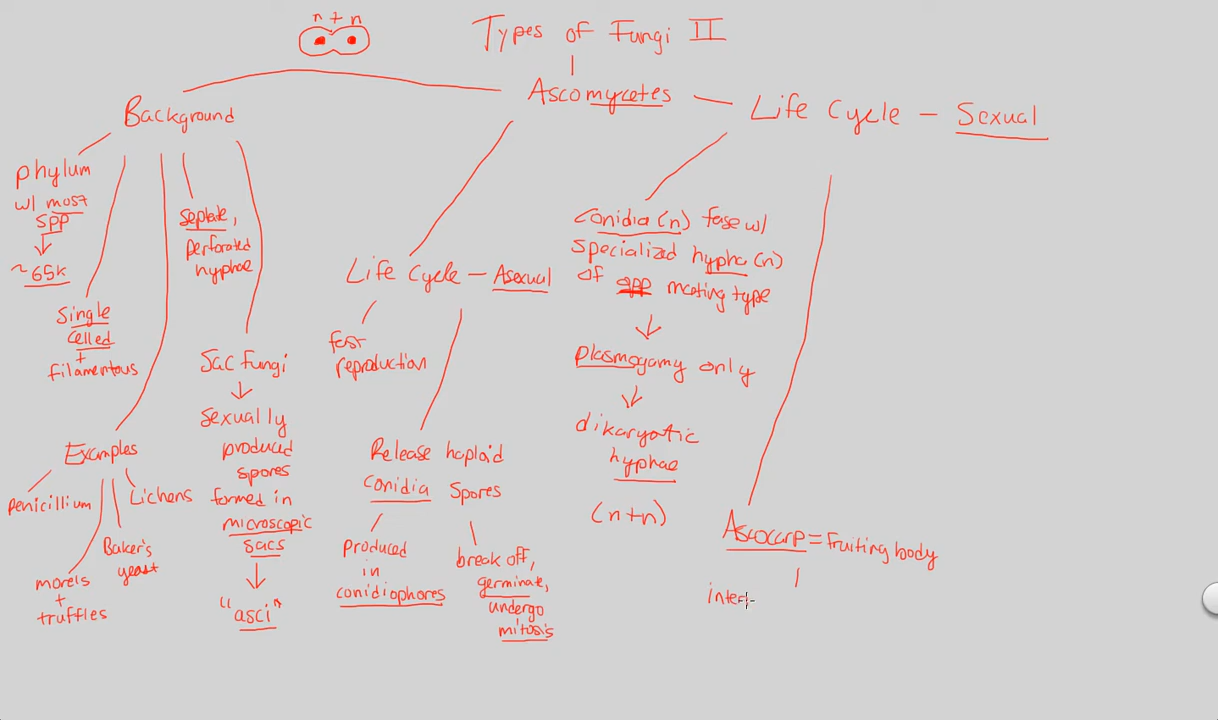 n + n
Types of Fungi II
Ascomycetes
Background
phylum
w/ most
spp
~65k
Single
celled
+
filamentous
Examples
Penicillium
morels
+
truffles
Baker's
yeast
Lichens
septate,
perforated
hyphae
Sac fungi
sexually
produced
spores
formed in
microscopic
sacs
"asci"
Life Cycle - Asexual
fast
reproduction
Release haploid
conidia spores
produced
in
conidiophores
break off,
germinate,
undergo
mitosis
Life Cycle - Sexual
Conidia (n) fuse w/
specialized hypha (n)
of opp mating type
plasmogamy only
dikaryotic
hyphae
(n+n)
Ascocarp = fruiting body
inter